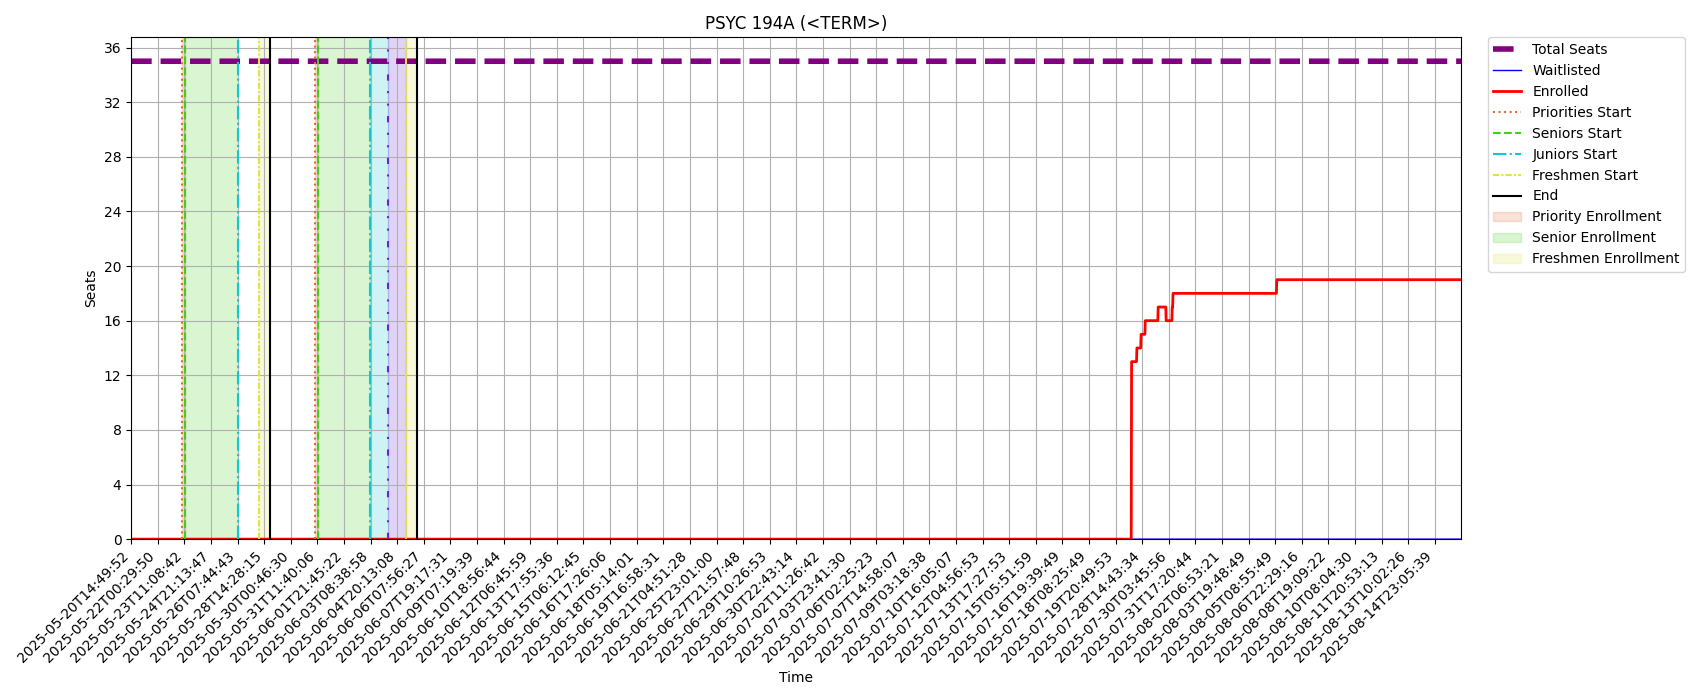 PSYC 194A (<TERM>)
36
32
28
24
20
16
12
8
4
0
Seats
2025-05-20T14:49:52
2025-05-22T00:29:50
2025-05-23T11:08:42
2025-05-24T21:13:47
2025-05-26T07:44:43
2025-05-28T14:28:15
2025-05-30T00:46:30
2025-05-31T11:40:06
2025-06-01T21:45:22
2025-06-03T08:38:58
2025-06-04T20:13:08
2025-06-06T07:56:27
2025-06-07T19:17:31
2025-06-09T07:19:39
2025-06-10T18:56:44
2025-06-12T06:45:59
2025-06-13T17:55:36
2025-06-15T06:12:45
2025-06-16T17:26:06
2025-06-18T05:14:01
2025-06-19T16:58:31
2025-06-21T04:51:28
2025-06-25T23:01:00
2025-06-27T21:57:48
2025-06-29T10:26:53
2025-06-30T22:43:14
2025-07-02T11:26:42
2025-07-03T23:41:30
2025-07-06T02:25:23
2025-07-07T14:58:07
2025-07-09T03:18:38
2025-07-10T16:05:07
2025-07-12T04:56:53
2025-07-13T17:27:53
2025-07-15T05:51:59
2025-07-16T19:39:49
2025-07-18T08:25:49
2025-07-19T20:49:53
2025-07-28T14:43:34
2025-07-30T03:45:56
2025-07-31T17:20:44
2025-08-02T06:53:21
2025-08-03T19:48:49
2025-08-05T08:55:49
2025-08-06T22:29:16
2025-08-08T19:09:22
2025-08-10T08:04:30
2025-08-11T20:53:13
2025-08-13T10:02:26
2025-08-14T23:05:39
Time
Total Seats
Waitlisted
Enrolled
Priorities Start
Seniors Start
Juniors Start
Freshmen Start
End
Priority Enrollment
Senior Enrollment
Freshmen Enrollment